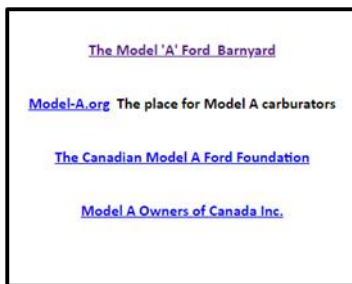 The Model 'A' Ford Barnyard
Model-A.org The place for Model A carburators
The Canadian Model A Ford Foundation
Model A Owners of Canada Inc.